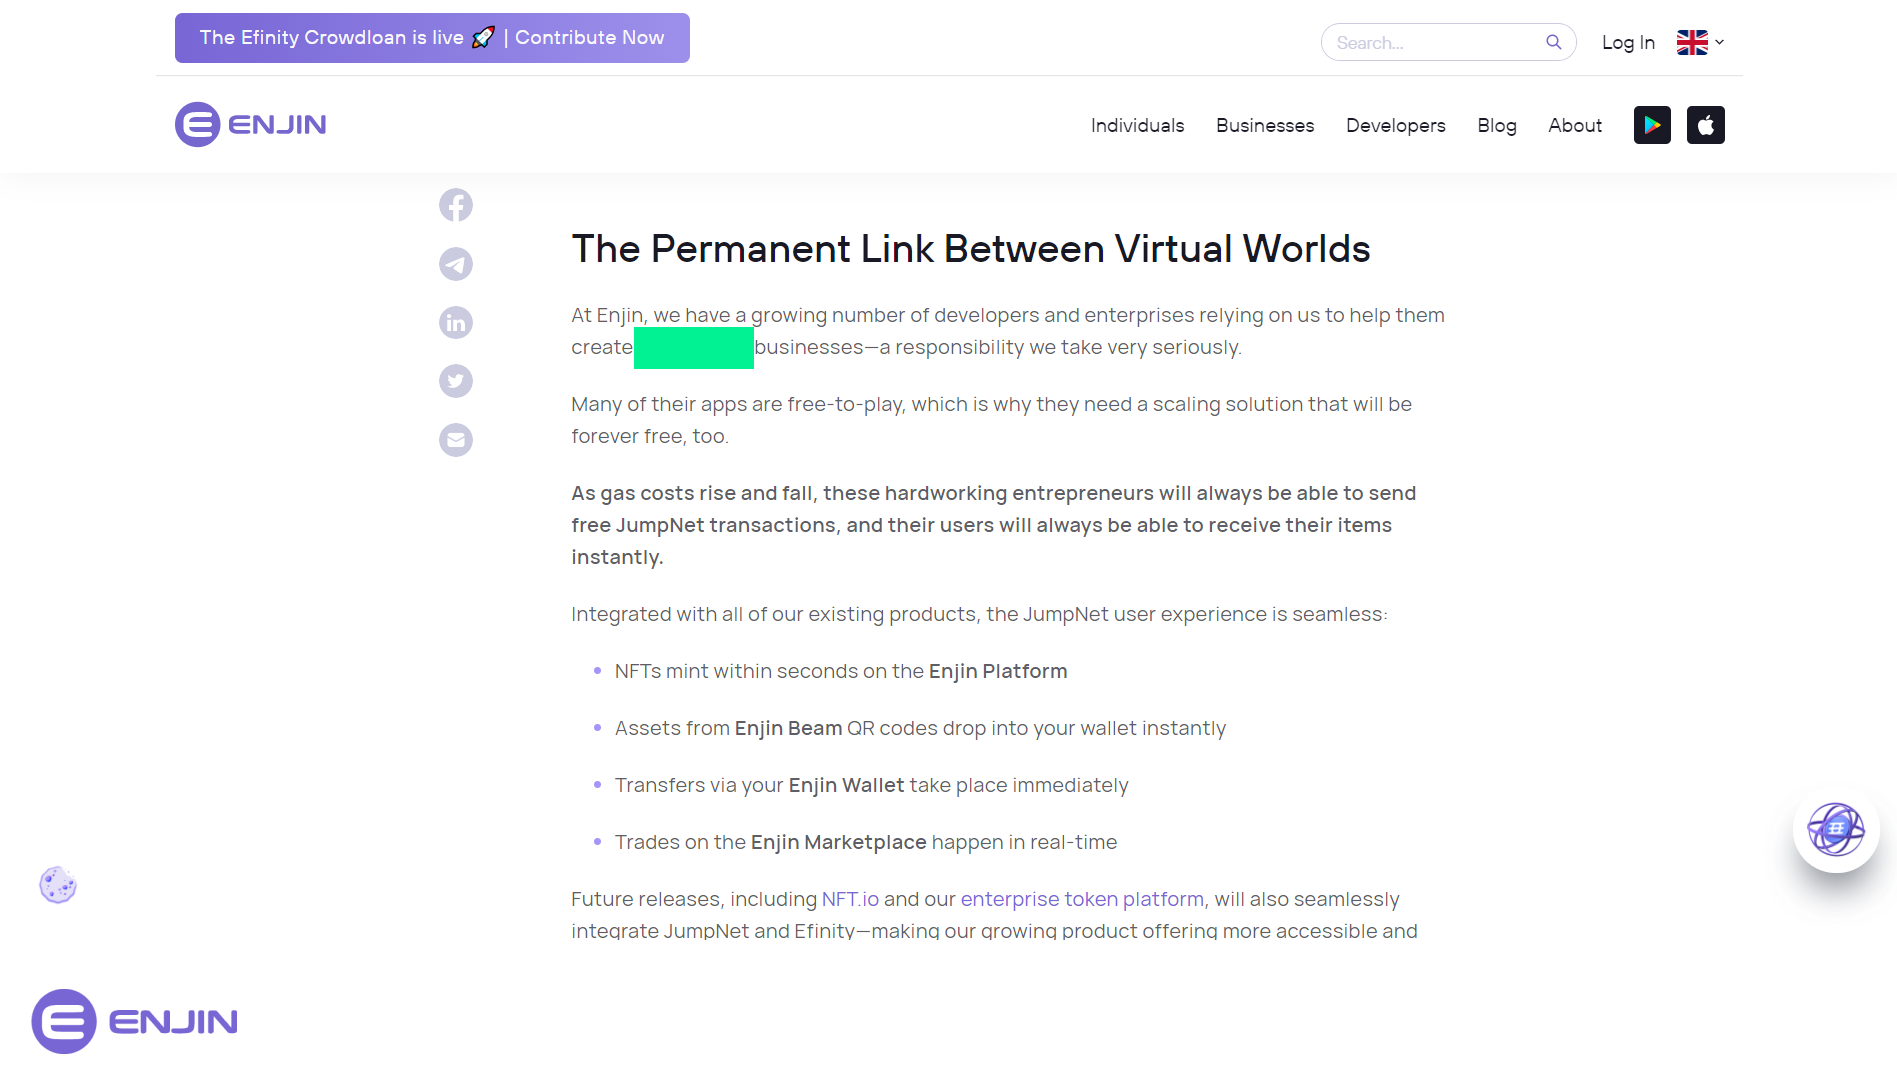 The Efinity Crowdloan is live 🚀 | Contribute Now
Search...
Log In
ENJIN
Individuals
Businesses
Developers
Blog
About
The Permanent Link Between Virtual Worlds
At Enjin, we have a growing number of developers and enterprises relying on us to help them
create businesses—a responsibility we take very seriously.
Many of their apps are free-to-play, which is why they need a scaling solution that will be
forever free, too.
As gas costs rise and fall, these hardworking entrepreneurs will always be able to send
free JumpNet transactions, and their users will always be able to receive their items
instantly.
Integrated with all of our existing products, the JumpNet user experience is seamless:
• NFTs mint within seconds on the Enjin Platform
• Assets from Enjin Beam QR codes drop into your wallet instantly
• Transfers via your Enjin Wallet take place immediately
• Trades on the Enjin Marketplace happen in real-time
Future releases, including NFT.io and our enterprise token platform, will also seamlessly
integrate JumpNet and Efinity—making our growing product offering more accessible and
ENJIN